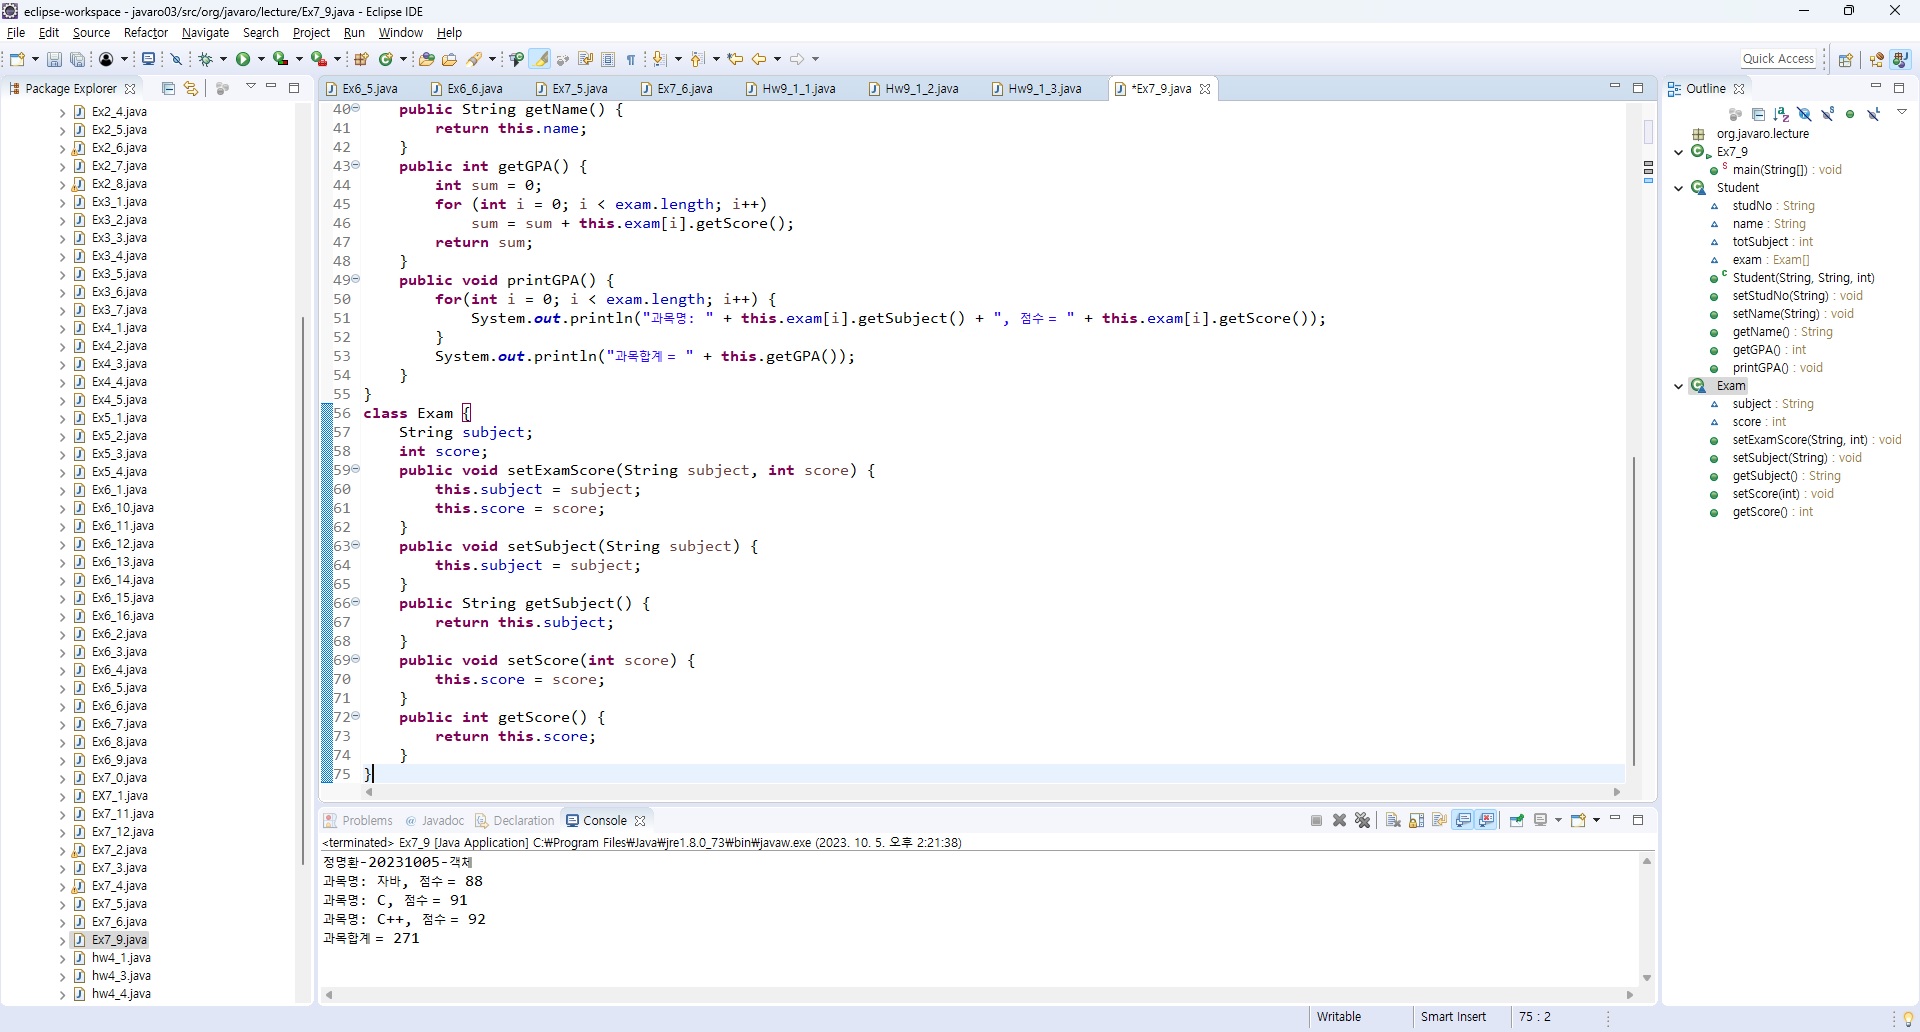 eclipse-workspace - javaro03/src/org/javaro/lecture/Ex7_9.java - Eclipse IDE
File Edit Source Refactor Navigate Search Project Run Window Help
Quick Access
Package Explorer
Ex2_4.java
Ex2_5.java
Ex2_6.java
Ex2_7.java
Ex2_8.java
Ex3_1.java
Ex3_2.java
Ex3_3.java
Ex3_4.java
Ex3_5.java
Ex3_6.java
Ex3_7.java
Ex4_1.java
Ex4_2.java
Ex4_3.java
Ex4_4.java
Ex4_5.java
Ex5_1.java
Ex5_2.java
Ex5_3.java
Ex5_4.java
Ex6_1.java
Ex6_10.java
Ex6_11.java
Ex6_12.java
Ex6_13.java
Ex6_14.java
Ex6_15.java
Ex6_16.java
Ex6_2.java
Ex6_3.java
Ex6_4.java
Ex6_5.java
Ex6_6.java
Ex6_7.java
Ex6_8.java
Ex6_9.java
Ex7_0.java
EX7_1.java
Ex7_11.java
Ex7_12.java
Ex7_2.java
Ex7_3.java
Ex7_4.java
Ex7_5.java
Ex7_6.java
Ex7_9.java
hw4_1.java
hw4_3.java
hw4_4.java
Ex6_5.java Ex6_6.java Ex7_5.java Ex7_6.java Hw9_1_1.java Hw9_1_2.java Hw9_1_3.java *Ex7_9.java
40 public String getName() {
41 return this.name;
42 }
43 public int getGPA() {
44 int sum = 0;
45 for (int i = 0; i < exam.length; i++)
46 sum = sum + this.exam[i].getScore();
47 return sum;
48 }
49 public void printGPA() {
50 for(int i = 0; i < exam.length; i++) {
51 System.out.println("과목명: " + this.exam[i].getSubject() + ", 점수 = " + this.exam[i].getScore());
52 }
53 System.out.println("과목합계 = " + this.getGPA());
54 }
55 }
56 class Exam {
57 String subject;
58 int score;
59 public void setExamScore(String subject, int score) {
60 this.subject = subject;
61 this.score = score;
62 }
63 public void setSubject(String subject) {
64 this.subject = subject;
65 }
66 public String getSubject() {
67 return this.subject;
68 }
69 public void setScore(int score) {
70 this.score = score;
71 }
72 public int getScore() {
73 return this.score;
74 }
75 }
Problems @ Javadoc Declaration Console
<terminated> Ex7_9 [Java Application] C:₩Program Files₩Java₩jre1.8.0_73₩bin₩javaw.exe (2023. 10. 5. 오후 2:21:38)
정명환-20231005-객체
과목명: 자바, 점수 = 88
과목명: C, 점수 = 91
과목명: C++, 점수 = 92
과목합계 = 271
Outline
org.javaro.lecture
Ex7_9
main(String[]) : void
Student
studNo : String
name : String
totSubject : int
exam : Exam[]
Student(String, String, int)
setStudNo(String) : void
setName(String) : void
getName() : String
getGPA() : int
printGPA() : void
Exam
subject : String
score : int
setExamScore(String, int) : void
setSubject(String) : void
getSubject() : String
setScore(int) : void
getScore() : int
Writable Smart Insert 75 : 2